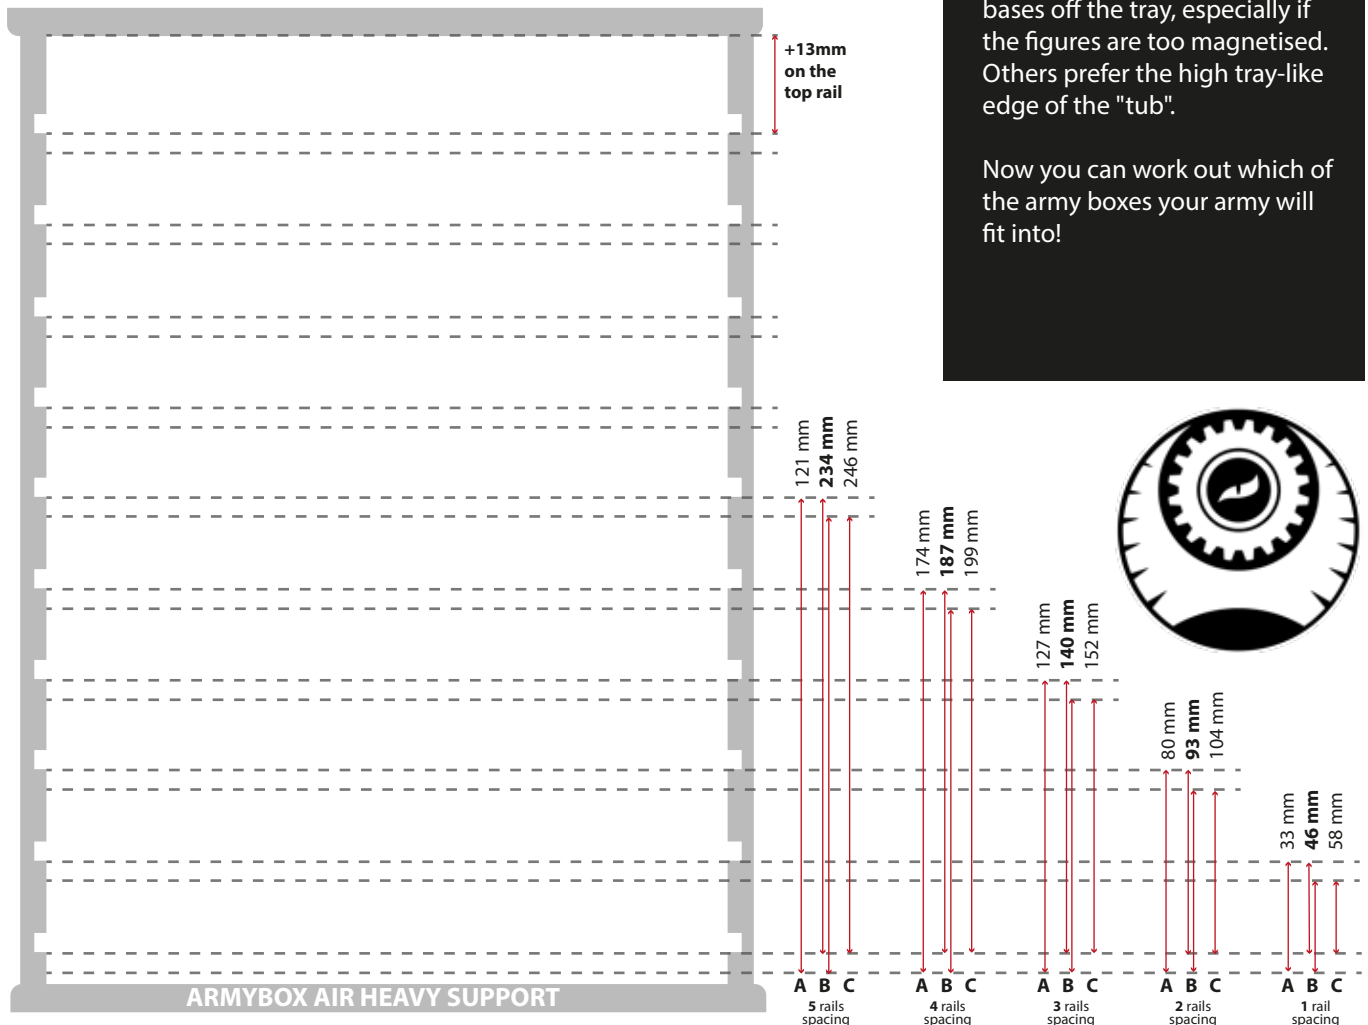 bases off the tray, especially if
the figures are too magnetised.
Others prefer the high tray-like
edge of the "tub".
Now you can work out which of
the army boxes your army will
fit into!
+13mm
on the
top rail
121 mm
234 mm
246 mm
174 mm
187 mm
199 mm
127 mm
140 mm
152 mm
80 mm
93 mm
104 mm
33 mm
46 mm
58 mm
A B C
5 rails
spacing
A B C
4 rails
spacing
A B C
3 rails
spacing
A B C
2 rails
spacing
A B C
1 rail
spacing
ARMYBOX AIR HEAVY SUPPORT